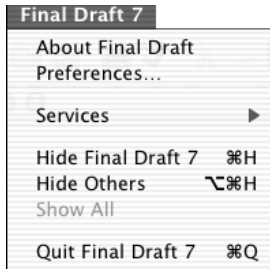 Final Draft 7
About Final Draft
Preferences...
Services
Hide Final Draft 7 ⌘H
Hide Others ⌥⌘H
Show All
Quit Final Draft 7 ⌘Q